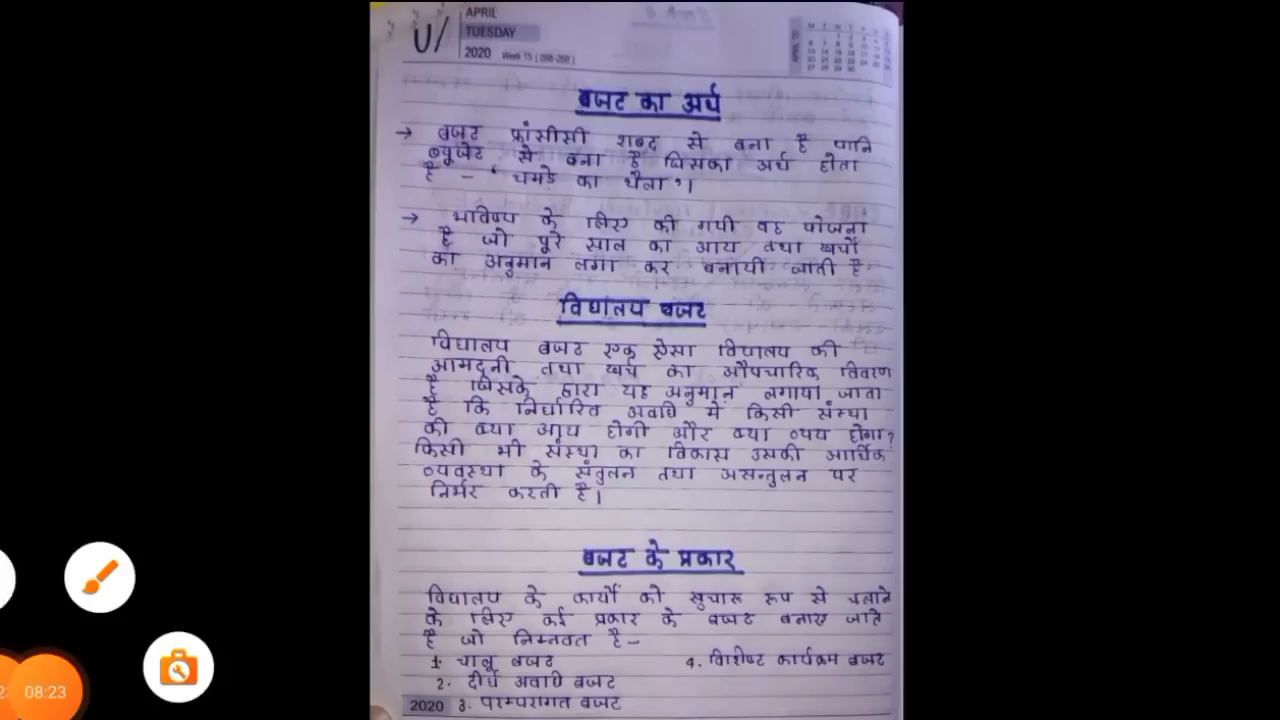 APRIL
TUESDAY
2020 Week 15 ( 098-268 )
बजट का अर्थ
→ बजट फ्रांसीसी शब्द से बना है यानि
ब्यूजेट से बना है जिसका अर्थ होता
है - 'चमडे का थैला'।
→ भविष्य के लिए की गयी वह योजना
है जो पूरे साल का आय तथा खर्चो
का अनुमान लगा कर बनायी जाती है
विद्यालय बजट
विद्यालय बजट एक ऐसा विद्यालय की
आमदनी तथा खर्च का औपचारिक विवरण
है जिसके द्वारा यह अनुमान लगाया जाता
है कि निर्धारित अवधि मे किसी संस्था
की क्या आय होगी और क्या व्यय होगा?
किसी भी संस्था का विकास उसकी आर्थिक
व्यवस्था के संतुलन तथा असन्तुलन पर
निर्भर करती है।
बजट के प्रकार
विद्यालय के कार्यों को सुचारू रूप से चलाने
के लिए कई प्रकार के बजट बनाए जाते
है जो निम्नवत है-
1. चालू बजट 4. विशिष्ट कार्यक्रम बजट
2. दीर्घ अवधि बजट
3. परम्परागत बजट
2020
08:23